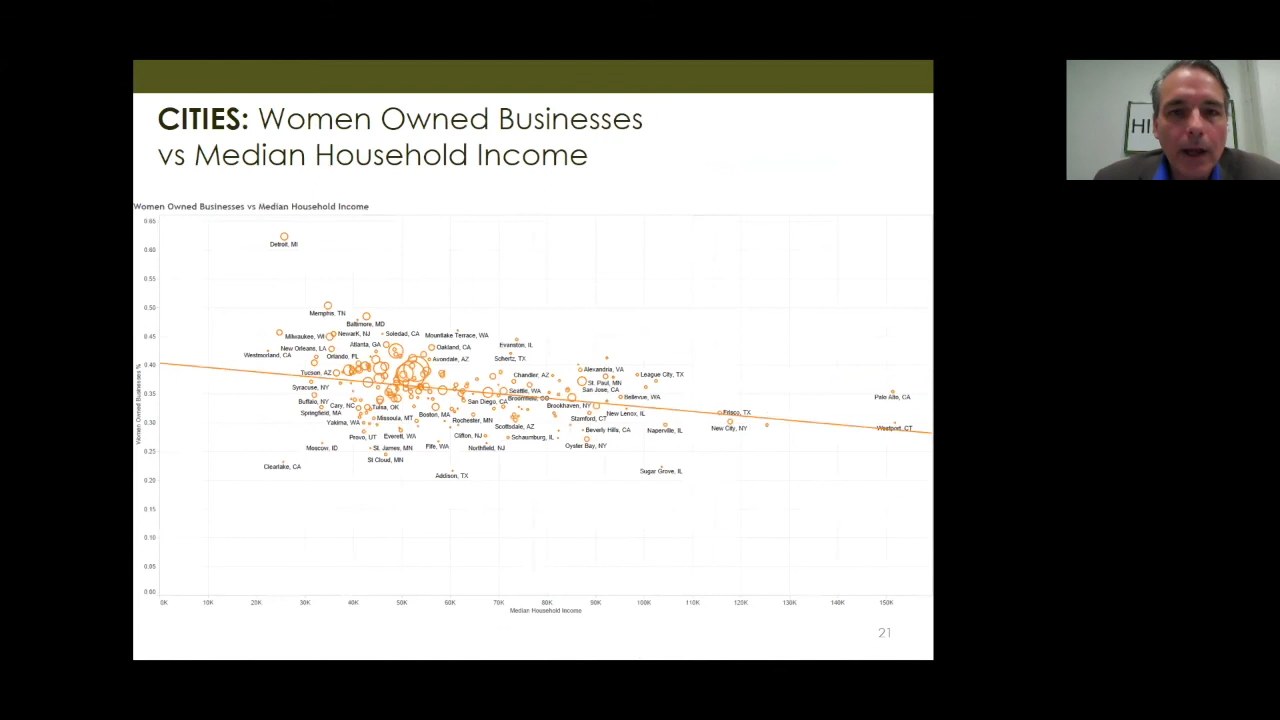 CITIES: Women Owned Businesses
vs Median Household Income
Women Owned Businesses vs Median Household Income
0.65
0.60
0.55
0.50
0.45
0.40
0.35
0.30
0.25
0.20
0.15
0.10
0.05
0.00
Women Owned Businesses %
Detroit, MI
Memphis, TN
Baltimore, MD
Milwaukee, WI
Newark, NJ
Soledad, CA
Mountlake Terrace, WA
New Orleans, LA
Atlanta, GA
Oakland, CA
Evanston, IL
Westmorland, CA
Orlando, FL
Avondale, AZ
Schertz, TX
Tucson, AZ
Chandler, AZ
Alexandria, VA
League City, TX
Syracuse, NY
St. Paul, MN
Seattle, WA
San Jose, CA
Palo Alto, CA
Buffalo, NY
San Diego, CA
Broomfield, CO
Bellevue, WA
Springfield, MA
Cary, NC
Tulsa, OK
Boston, MA
Brookhaven, NY
New Lenox, IL
Frisco, TX
Yakima, WA
Missoula, MT
Rochester, MN
Scottsdale, AZ
Stamford, CT
Beverly Hills, CA
Naperville, IL
New City, NY
Westport, CT
Provo, UT
Everett, WA
Clifton, NJ
Schaumburg, IL
Oyster Bay, NY
Moscow, ID
St. James, MN
Fife, WA
Northfield, NJ
St Cloud, MN
Clearlake, CA
Addison, TX
Sugar Grove, IL
0K 10K 20K 30K 40K 50K 60K 70K 80K 90K 100K 110K 120K 130K 140K 150K
Median Household Income
21
HI